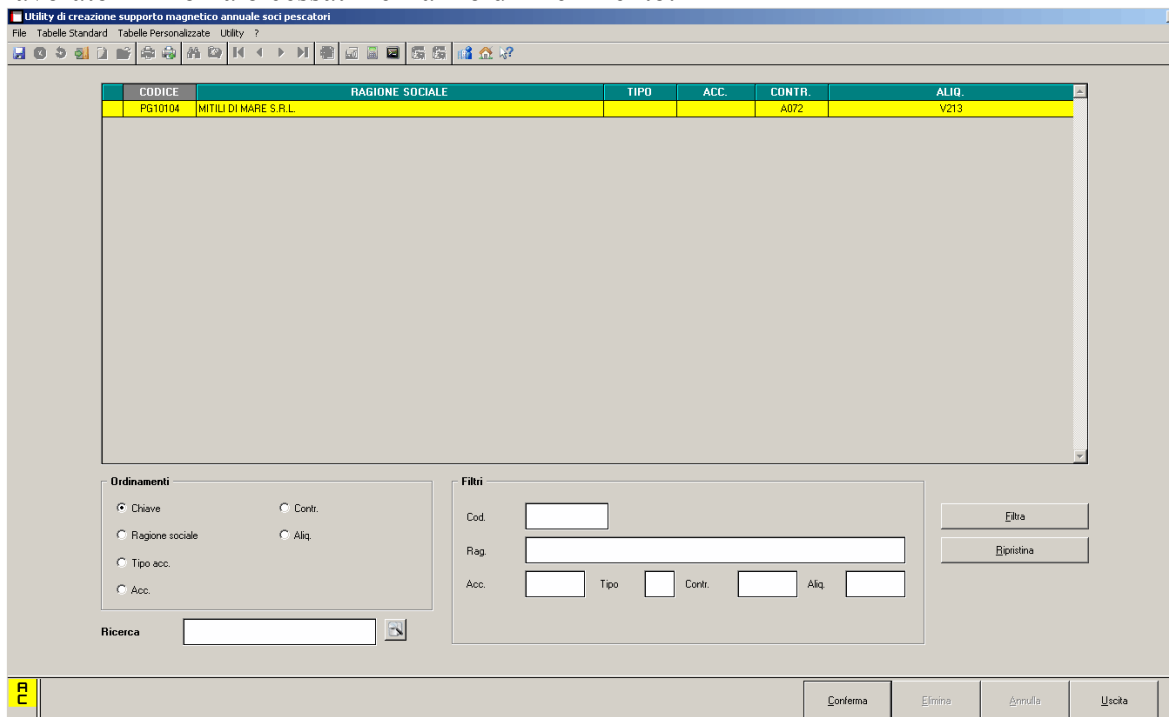 Utility di creazione supporto magnetico annuale soci pescatori
File Tabelle Standard Tabelle Personalizzate Utility ?
CODICE RAGIONE SOCIALE TIPO ACC. CONTR. ALIQ.
PG10104 MITILI DI MARE S.R.L. A072 V213
Ordinamenti
Chiave Contr.
Ragione sociale Aliq.
Tipo acc.
Acc.
Ricerca
Filtri
Cod.
Rag.
Acc. Tipo Contr. Aliq.
Filtra
Ripristina
AC
Conferma Elimina Annulla Uscita